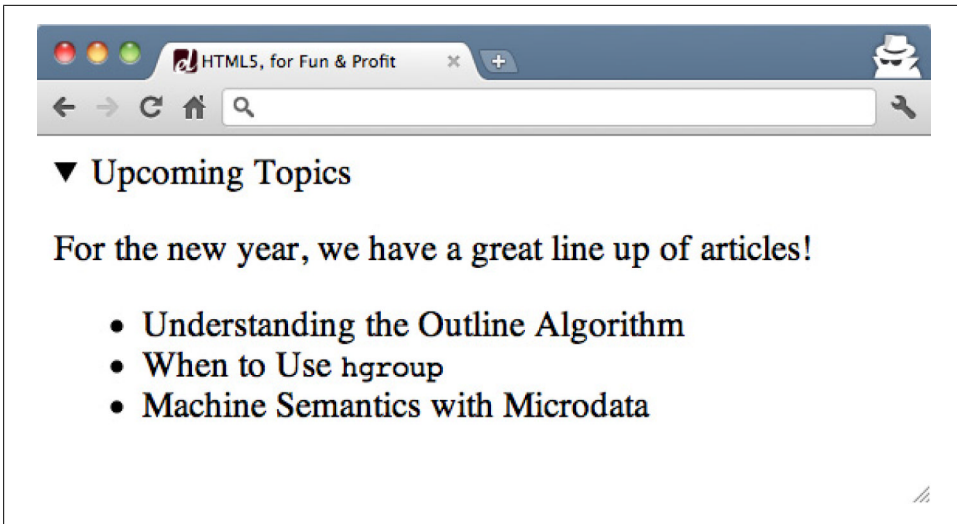 HTML5, for Fun & Profit
▼ Upcoming Topics
For the new year, we have a great line up of articles!
• Understanding the Outline Algorithm
• When to Use hgroup
• Machine Semantics with Microdata